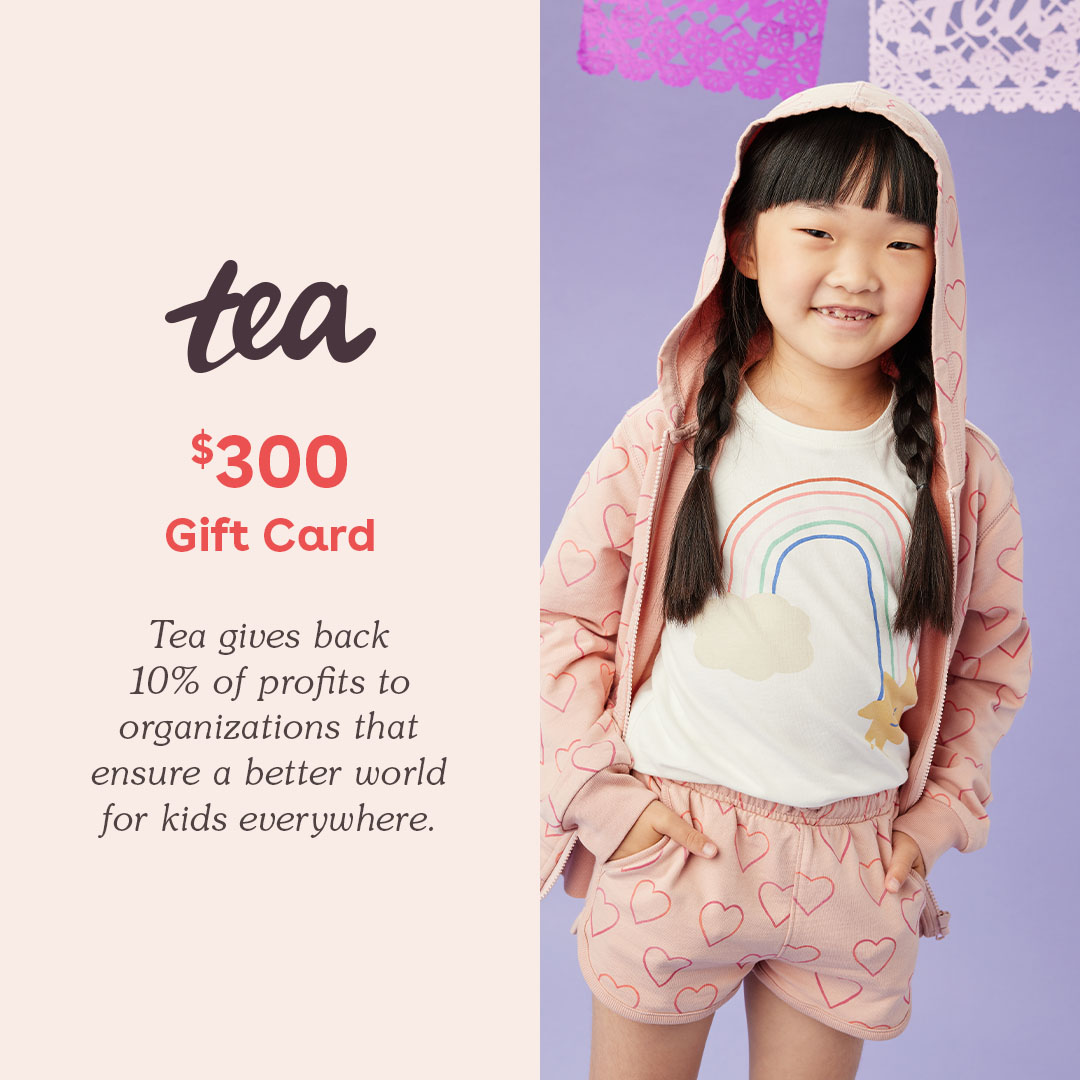 tea
$300
Gift Card
Tea gives back
10% of profits to
organizations that
ensure a better world
for kids everywhere.
tea